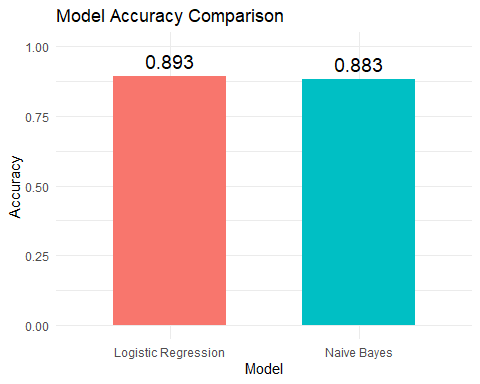 Model Accuracy Comparison
1.00
0.893
0.883
0.75
Accuracy
0.50
0.25
0.00
Logistic Regression
Naive Bayes
Model